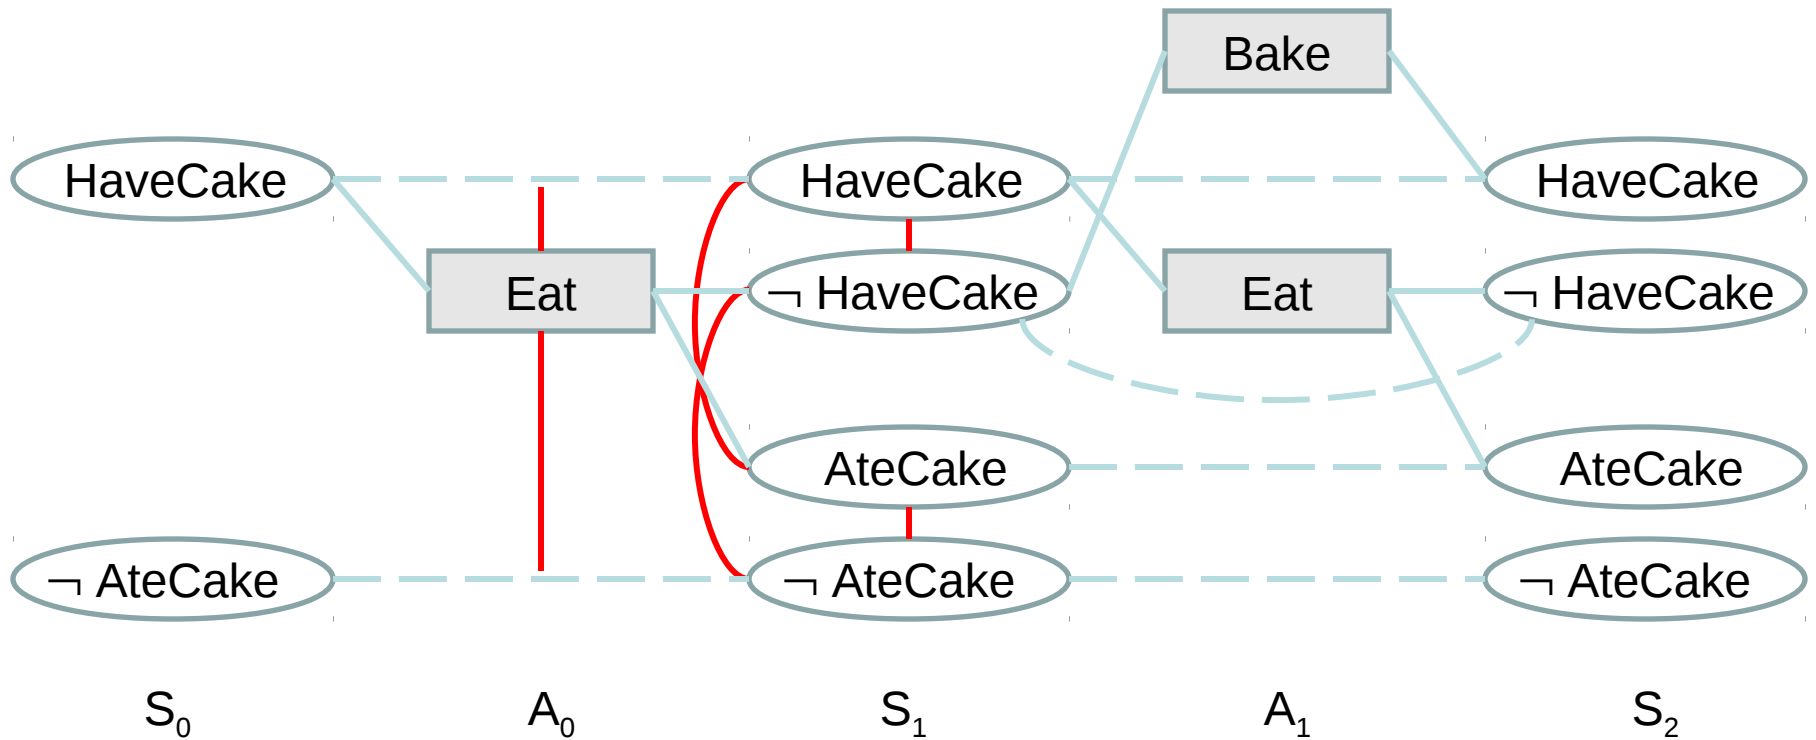 Bake
HaveCake
HaveCake
HaveCake
Eat
¬ HaveCake
Eat
¬ HaveCake
AteCake
AteCake
¬ AteCake
¬ AteCake
¬ AteCake
S0
A0
S1
A1
S2